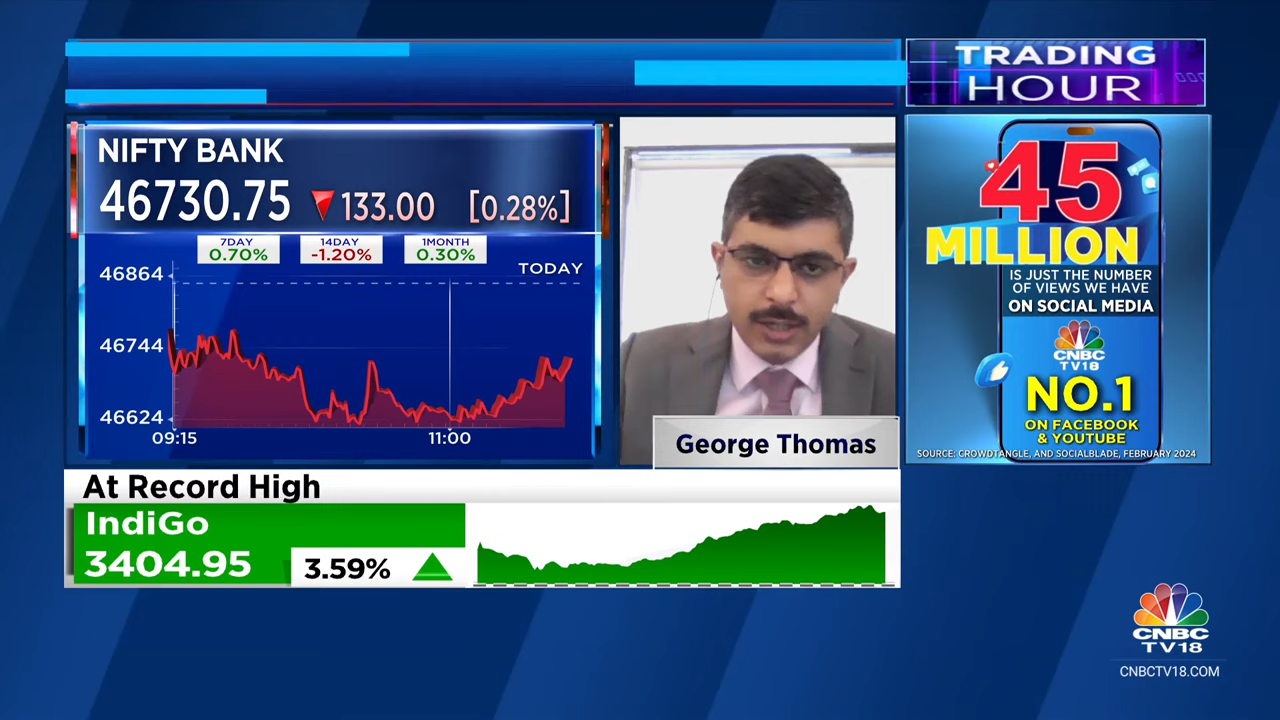 TRADING
HOUR
NIFTY BANK
46730.75 133.00 [0.28%]
7DAY
0.70%
14DAY
-1.20%
1MONTH
0.30%
TODAY
46864
46744
46624
09:15
11:00
George Thomas
45
MILLION
IS JUST THE NUMBER
OF VIEWS WE HAVE
ON SOCIAL MEDIA
CNBC
TV18
NO.1
ON FACEBOOK
& YOUTUBE
SOURCE: CROWDTANGLE, AND SOCIALBLADE, FEBRUARY 2024
At Record High
IndiGo
3404.95 3.59%
CNBC
TV18
CNBCTV18.COM